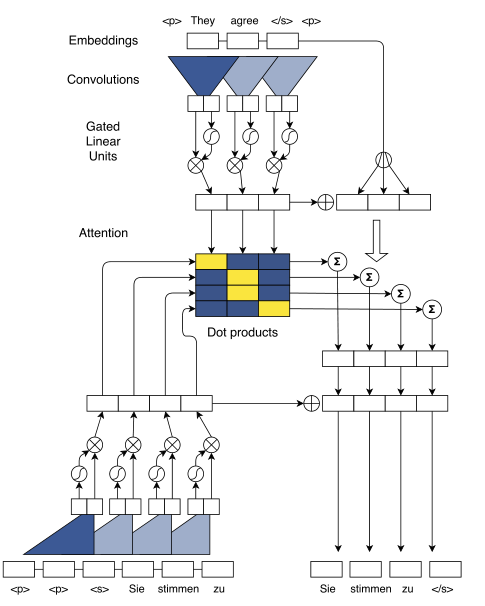 <p> They agree </s> <p>
Embeddings
Convolutions
Gated
Linear
Units
Attention
Σ
Σ
Σ
Σ
Dot products
<p> <p> <s> Sie stimmen zu
Sie stimmen zu </s>